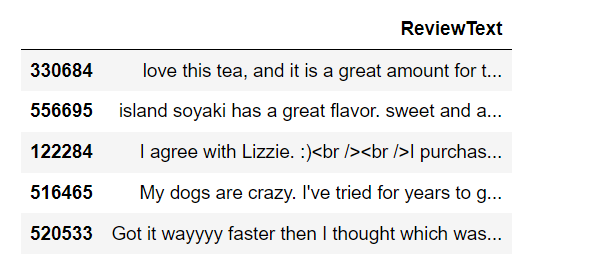 ReviewText
330684 love this tea, and it is a great amount for t...
556695 island soyaki has a great flavor. sweet and a...
122284 I agree with Lizzie. :)<br /><br />I purchas...
516465 My dogs are crazy. I've tried for years to g...
520533 Got it wayyyy faster then I thought which was...